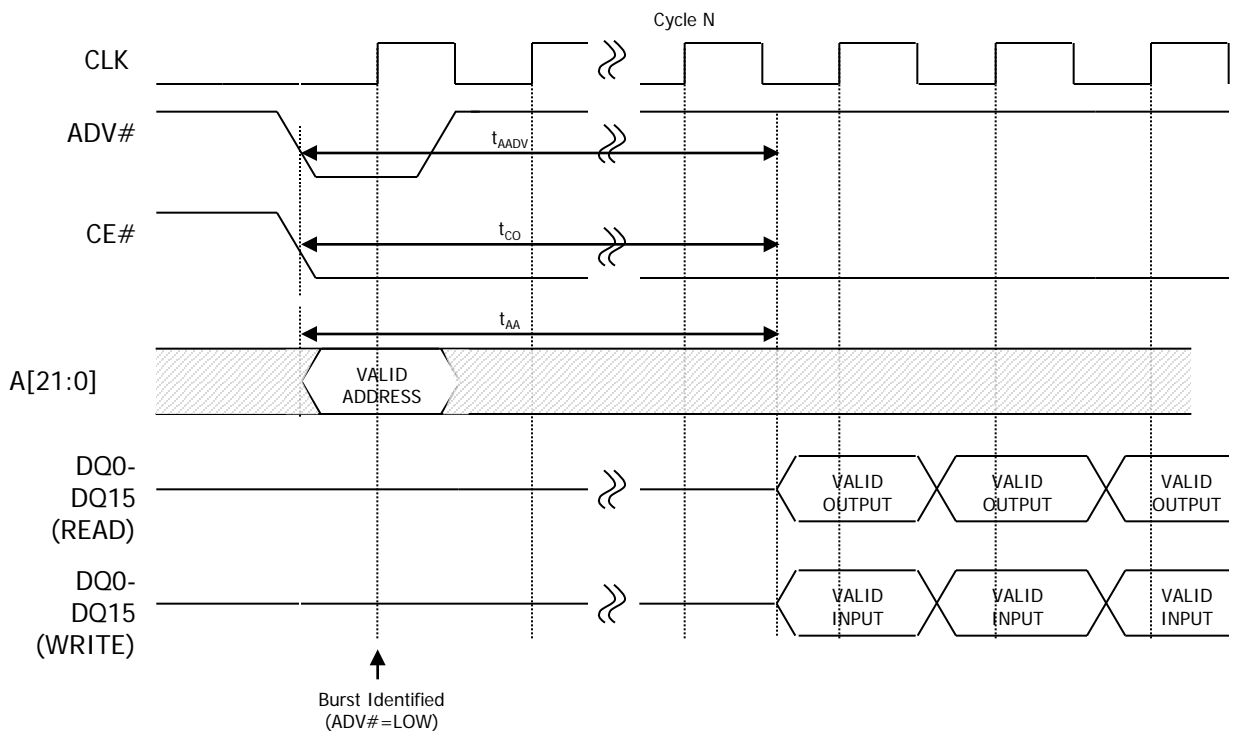 Cycle N
CLK
ADV#
tAADV
CE#
tCO
tAA
A[21:0]
VALID
ADDRESS
DQ0-
DQ15
(READ)
VALID
OUTPUT
VALID
OUTPUT
VALID
OUTPUT
DQ0-
DQ15
(WRITE)
VALID
INPUT
VALID
INPUT
VALID
INPUT
Burst Identified
(ADV#=LOW)